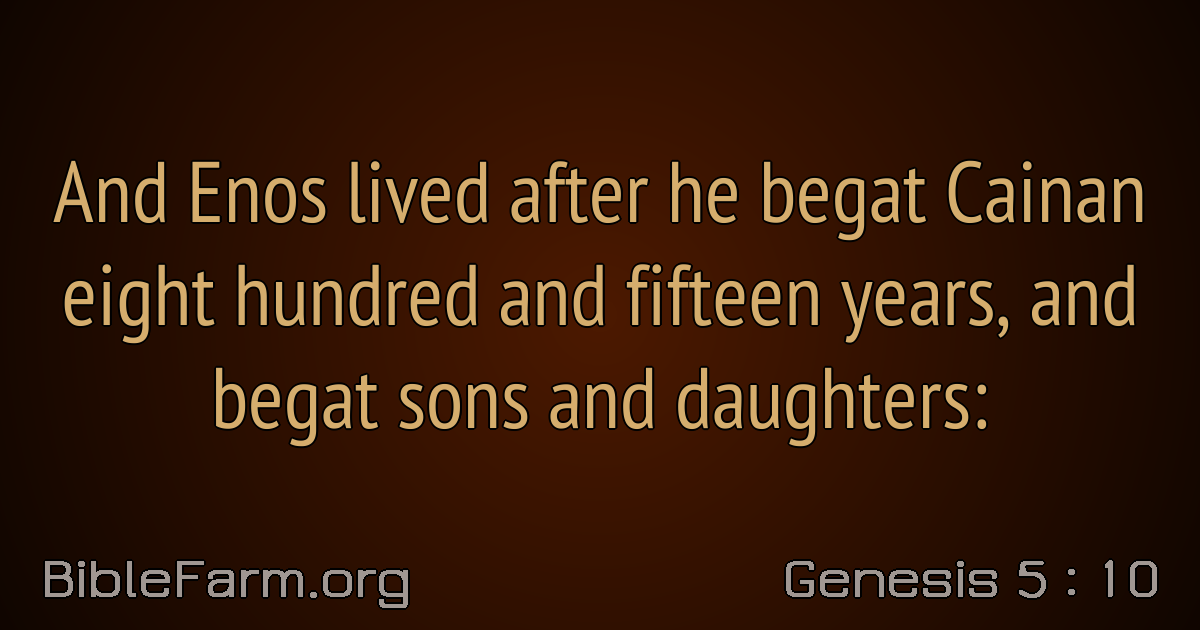 And Enos lived after he begat Cainan
eight hundred and fifteen years, and
begat sons and daughters:
BibleFarm.org
Genesis 5 : 10